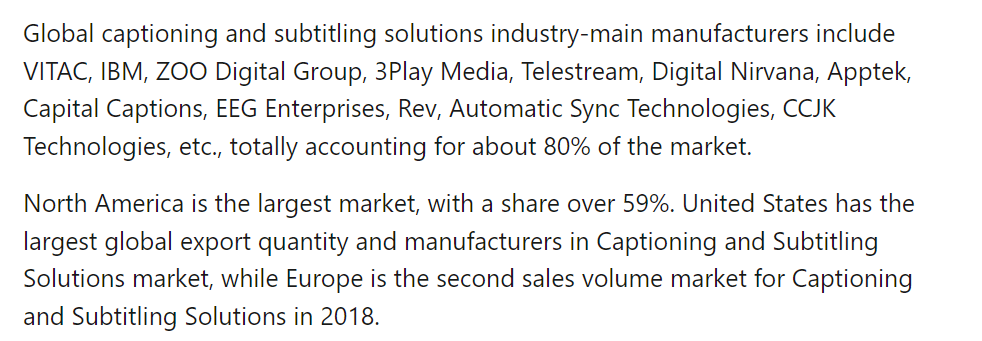 Global captioning and subtitling solutions industry-main manufacturers include
VITAC, IBM, ZOO Digital Group, 3Play Media, Telestream, Digital Nirvana, Apptek,
Capital Captions, EEG Enterprises, Rev, Automatic Sync Technologies, CCJK
Technologies, etc., totally accounting for about 80% of the market.
North America is the largest market, with a share over 59%. United States has the
largest global export quantity and manufacturers in Captioning and Subtitling
Solutions market, while Europe is the second sales volume market for Captioning
and Subtitling Solutions in 2018.